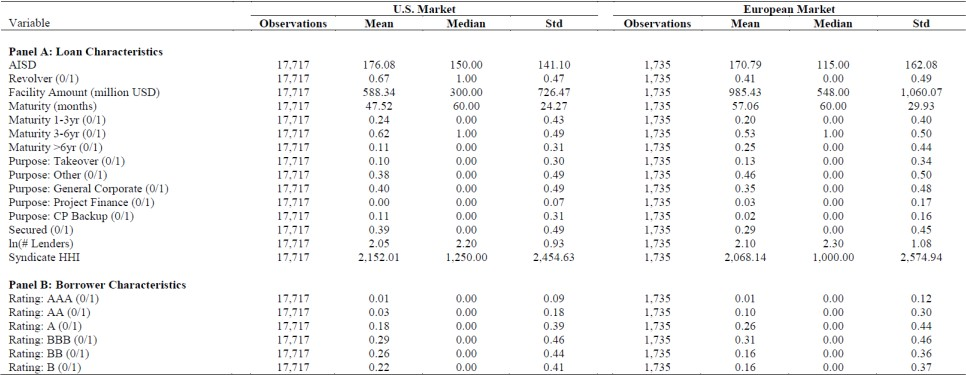 U.S. Market European Market
Variable Observations Mean Median Std Observations Mean Median Std
Panel A: Loan Characteristics
AISD 17,717 176.08 150.00 141.10 1,735 170.79 115.00 162.08
Revolver (0/1) 17,717 0.67 1.00 0.47 1,735 0.41 0.00 0.49
Facility Amount (million USD) 17,717 588.34 300.00 726.47 1,735 985.43 548.00 1,060.07
Maturity (months) 17,717 47.52 60.00 24.27 1,735 57.06 60.00 29.93
Maturity 1-3yr (0/1) 17,717 0.24 0.00 0.43 1,735 0.20 0.00 0.40
Maturity 3-6yr (0/1) 17,717 0.62 1.00 0.49 1,735 0.53 1.00 0.50
Maturity >6yr (0/1) 17,717 0.11 0.00 0.31 1,735 0.25 0.00 0.44
Purpose: Takeover (0/1) 17,717 0.10 0.00 0.30 1,735 0.13 0.00 0.34
Purpose: Other (0/1) 17,717 0.38 0.00 0.49 1,735 0.46 0.00 0.50
Purpose: General Corporate (0/1) 17,717 0.40 0.00 0.49 1,735 0.35 0.00 0.48
Purpose: Project Finance (0/1) 17,717 0.00 0.00 0.07 1,735 0.03 0.00 0.17
Purpose: CP Backup (0/1) 17,717 0.11 0.00 0.31 1,735 0.02 0.00 0.16
Secured (0/1) 17,717 0.39 0.00 0.49 1,735 0.29 0.00 0.45
ln(# Lenders) 17,717 2.05 2.20 0.93 1,735 2.10 2.30 1.08
Syndicate HHI 17,717 2,152.01 1,250.00 2,454.63 1,735 2,068.14 1,000.00 2,574.94
Panel B: Borrower Characteristics
Rating: AAA (0/1) 17,717 0.01 0.00 0.09 1,735 0.01 0.00 0.12
Rating: AA (0/1) 17,717 0.03 0.00 0.18 1,735 0.10 0.00 0.30
Rating: A (0/1) 17,717 0.18 0.00 0.39 1,735 0.26 0.00 0.44
Rating: BBB (0/1) 17,717 0.29 0.00 0.46 1,735 0.31 0.00 0.46
Rating: BB (0/1) 17,717 0.26 0.00 0.44 1,735 0.16 0.00 0.36
Rating: B (0/1) 17,717 0.22 0.00 0.41 1,735 0.16 0.00 0.37